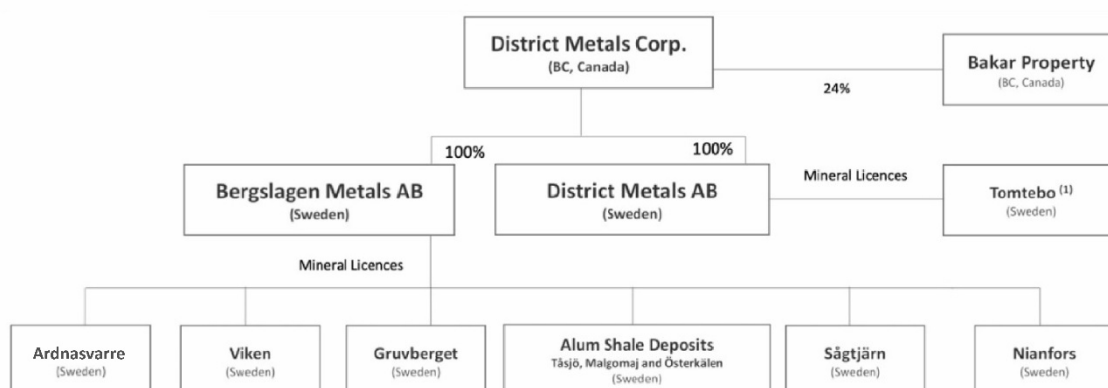 District Metals Corp.
(BC, Canada)
Bakar Property
(BC, Canada)
24%
100%
100%
Bergslagen Metals AB
(Sweden)
District Metals AB
(Sweden)
Mineral Licences
Tomtebo (1)
(Sweden)
Mineral Licences
Ardnasvarre
(Sweden)
Viken
(Sweden)
Gruvberget
(Sweden)
Alum Shale Deposits
Tåsjö, Malgomaj and Österkälen
(Sweden)
Sågtjärn
(Sweden)
Nianfors
(Sweden)